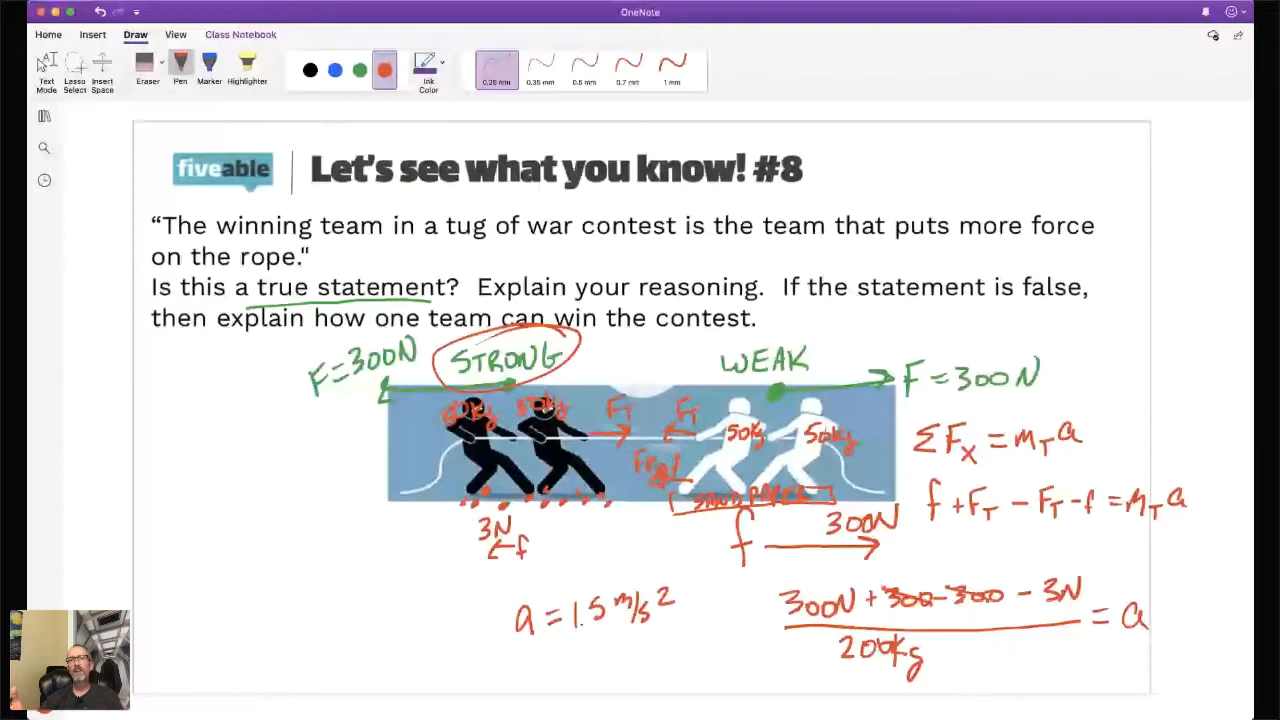 OneNote
Home Insert Draw View Class Notebook
Text Mode Lasso Select Insert Space Eraser Pen Marker Highlighter Ink Color 0.25 mm 0.35 mm 0.5 mm 0.7 mm 1 mm
fiveable Let's see what you know! #8
“The winning team in a tug of war contest is the team that puts more force
on the rope."
Is this a true statement? Explain your reasoning. If the statement is false,
then explain how one team can win the contest.
F=300N STRONG WEAK F=300N
50kg 50kg FT FT 50kg 50kg
ΣFx = mTa
SAND PAPER
f + FT - FT - f = mTa
3N f f 300N
a = 1.5 m/s2
300N + 300 - 300 - 3N = a
200kg